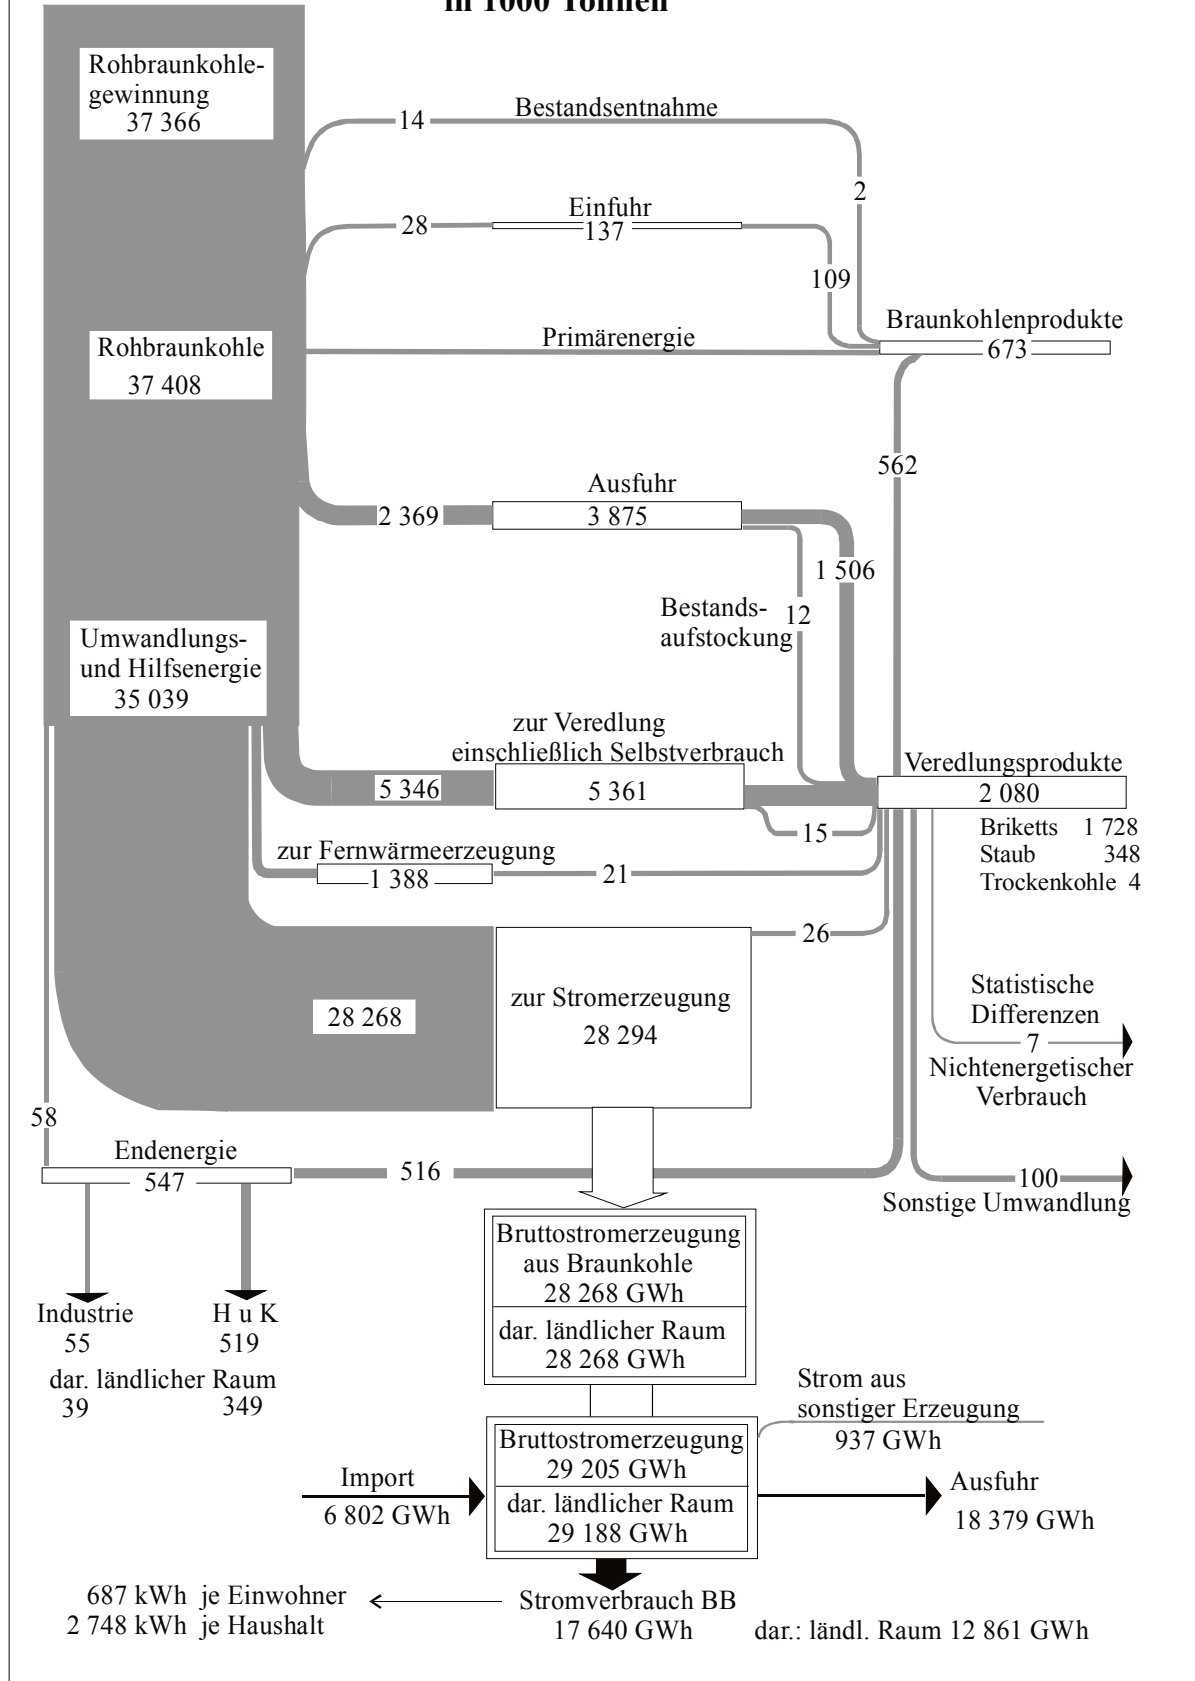 in 1000 Tonnen
Rohbraunkohle-
gewinnung
37 366
14
Bestandsentnahme
2
28
Einfuhr
137
109
Braunkohlenprodukte
673
Primärenergie
Rohbraunkohle
37 408
562
Ausfuhr
2 369
3 875
1 506
Bestands-
aufstockung
12
Umwandlungs-
und Hilfsenergie
35 039
zur Veredlung
einschließlich Selbstverbrauch
5 346
5 361
Veredlungsprodukte
2 080
Briketts 1 728
Staub 348
Trockenkohle 4
15
zur Fernwärmeerzeugung
1 388
21
26
zur Stromerzeugung
28 294
28 268
Statistische
Differenzen
7
Nichtenergetischer
Verbrauch
58
Endenergie
547
516
100
Sonstige Umwandlung
Bruttostromerzeugung
aus Braunkohle
28 268 GWh
dar. ländlicher Raum
28 268 GWh
Industrie
55
H u K
519
dar. ländlicher Raum
39 349
Strom aus
sonstiger Erzeugung
937 GWh
Bruttostromerzeugung
29 205 GWh
dar. ländlicher Raum
29 188 GWh
Import
6 802 GWh
Ausfuhr
18 379 GWh
687 kWh je Einwohner
2 748 kWh je Haushalt
Stromverbrauch BB
17 640 GWh
dar.: ländl. Raum 12 861 GWh